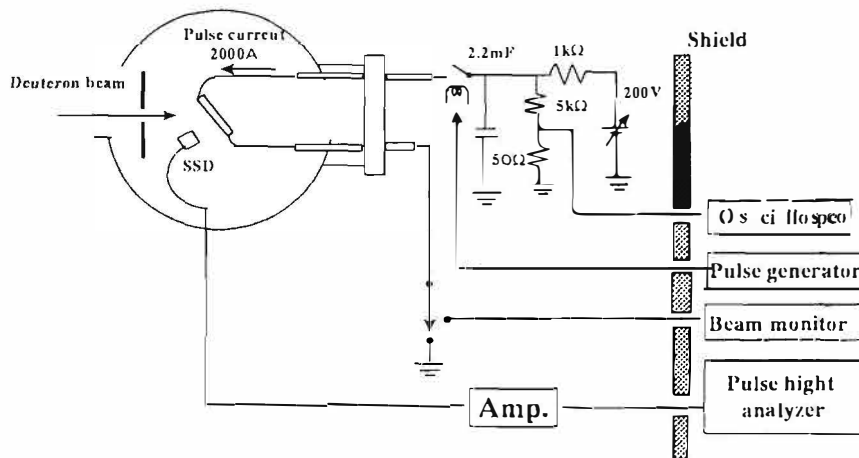 Pulse current
2000A
Deuteron beam
SSD
2.2mF
1kΩ
5kΩ
50Ω
200V
Shield
Os ci llospeo
Pulse generator
Beam monitor
Amp.
Pulse hight
analyzer